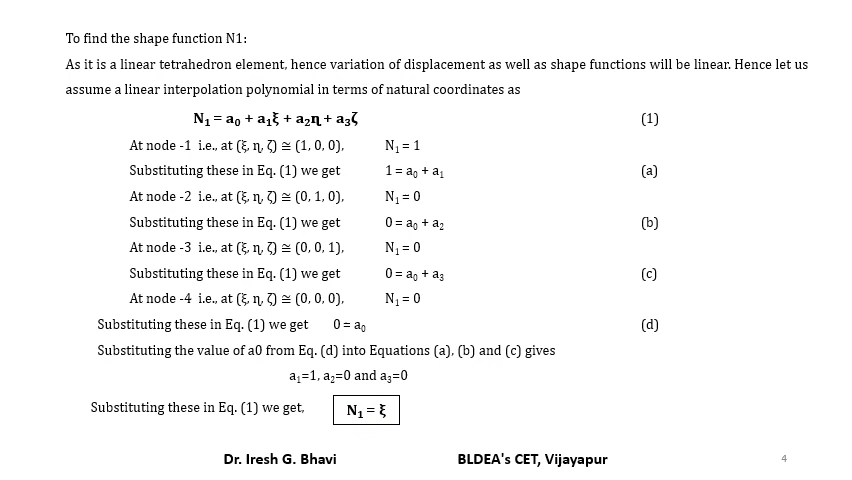 To find the shape function N1:
As it is a linear tetrahedron element, hence variation of displacement as well as shape functions will be linear. Hence let us
assume a linear interpolation polynomial in terms of natural coordinates as
N₁ = a₀ + a₁ξ + a₂η + a₃ζ (1)
At node -1 i.e., at (ξ, η, ζ) ≅ (1, 0, 0), N₁ = 1
Substituting these in Eq. (1) we get 1 = a₀ + a₁ (a)
At node -2 i.e., at (ξ, η, ζ) ≅ (0, 1, 0), N₁ = 0
Substituting these in Eq. (1) we get 0 = a₀ + a₂ (b)
At node -3 i.e., at (ξ, η, ζ) ≅ (0, 0, 1), N₁ = 0
Substituting these in Eq. (1) we get 0 = a₀ + a₃ (c)
At node -4 i.e., at (ξ, η, ζ) ≅ (0, 0, 0), N₁ = 0
Substituting these in Eq. (1) we get 0 = a₀ (d)
Substituting the value of a0 from Eq. (d) into Equations (a), (b) and (c) gives
a₁=1, a₂=0 and a₃=0
Substituting these in Eq. (1) we get, N₁ = ξ
Dr. Iresh G. Bhavi BLDEA's CET, Vijayapur 4